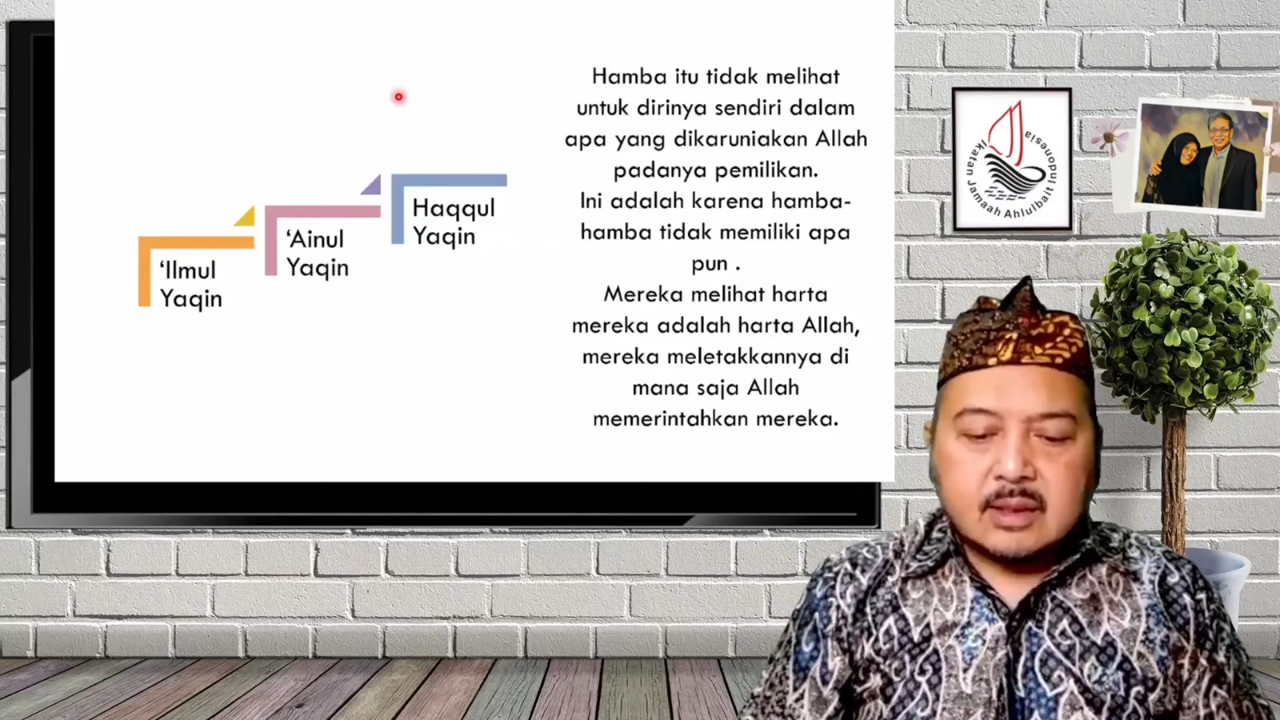 ‘Ilmul
Yaqin
‘Ainul
Yaqin
Haqqul
Yaqin
Hamba itu tidak melihat
untuk dirinya sendiri dalam
apa yang dikaruniakan Allah
padanya pemilikan.
Ini adalah karena hamba-
hamba tidak memiliki apa
pun .
Mereka melihat harta
mereka adalah harta Allah,
mereka meletakkannya di
mana saja Allah
memerintahkan mereka.
Ikatan Jamaah Ahlulbait Indonesia